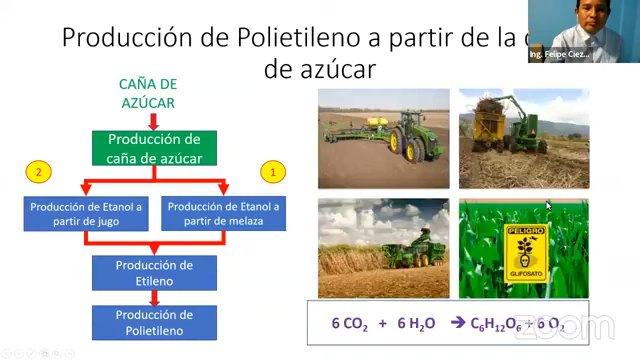 Producción de Polietileno a partir de la
de azúcar
Ing. Felipe Ciez...
CAÑA DE
AZÚCAR
Producción de
caña de azúcar
2
1
Producción de Etanol a
partir de jugo
Producción de Etanol a
partir de melaza
Producción de
Etileno
Producción de
Polietileno
PELIGRO
GLIFOSATO
6 CO₂ + 6 H₂O ➔ C₆H₁₂O₆ + 6 O₂
zoom